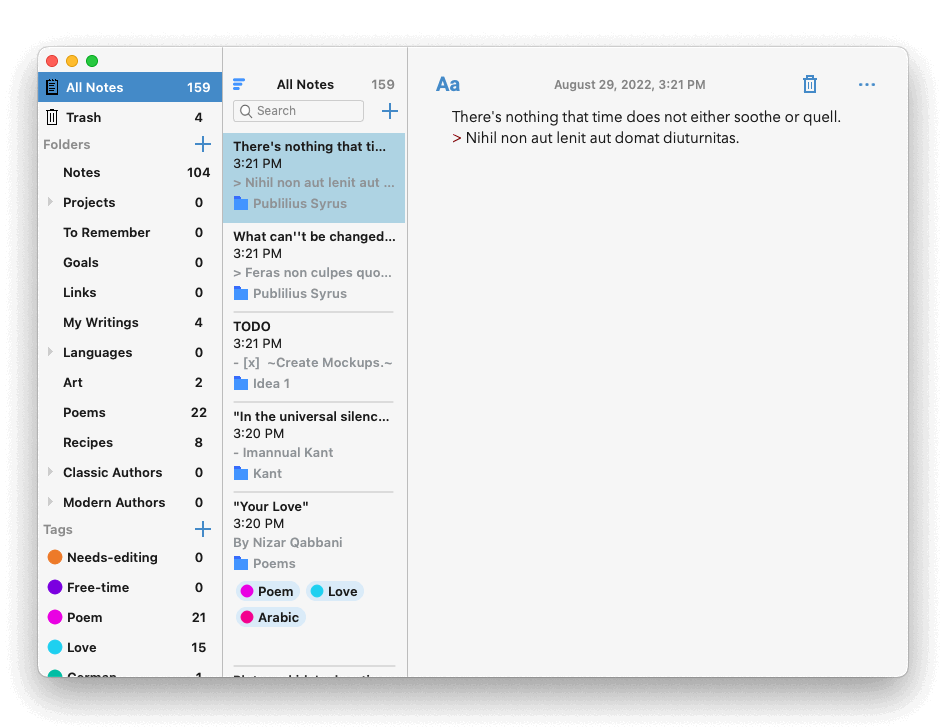 All Notes 159
Trash 4
Folders
Notes 104
Projects 0
To Remember 0
Goals 0
Links 0
My Writings 4
Languages 0
Art 2
Poems 22
Recipes 8
Classic Authors 0
Modern Authors 0
Tags
Needs-editing 0
Free-time 0
Poem 21
Love 15
German 1
All Notes 159
Search
There's nothing that ti...
3:21 PM
> Nihil non aut lenit aut ...
Publilius Syrus
What can''t be changed...
3:21 PM
> Feras non culpes quo...
Publilius Syrus
TODO
3:21 PM
- [x]  ~Create Mockups.~
Idea 1
"In the universal silenc...
3:20 PM
- Imannual Kant
Kant
"Your Love"
3:20 PM
By Nizar Qabbani
Poems
Poem Love
Arabic
Aa August 29, 2022, 3:21 PM ...
There's nothing that time does not either soothe or quell.
> Nihil non aut lenit aut domat diuturnitas.